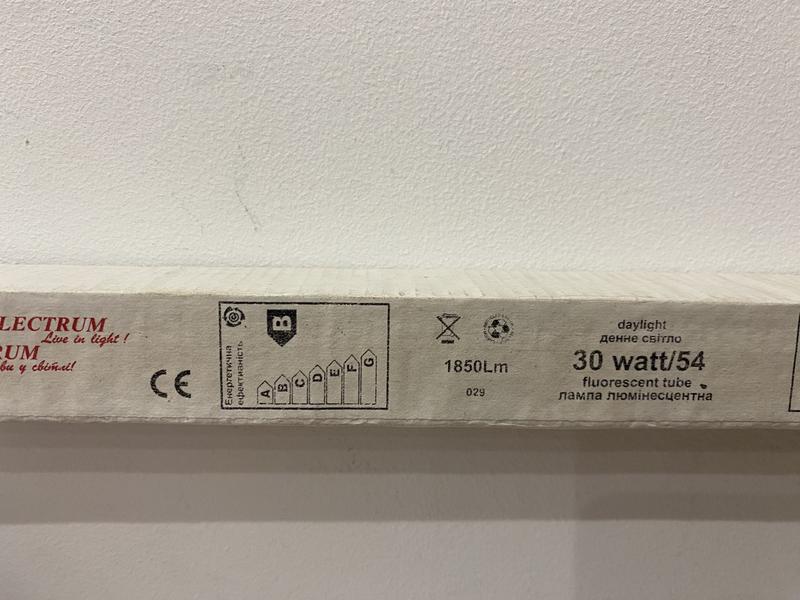 LECTRUM
Live in light !
RUM
ви у світлі!
CE
Енергетична
ефективність
B
A
B
C
D
E
F
G
1850Lm
029
daylight
денне світло
30 watt/54
fluorescent tube
лампа люмінесцентна